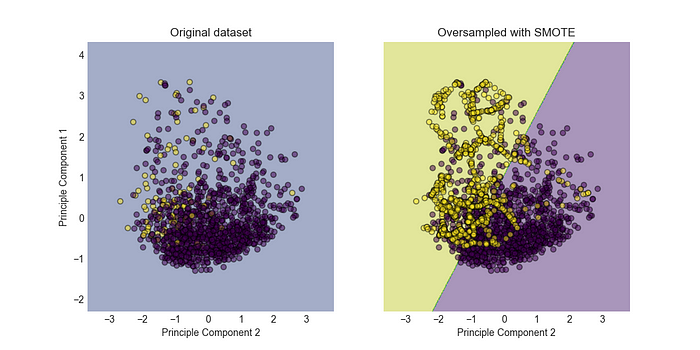 Original dataset
Oversampled with SMOTE
Principle Component 1
4
3
2
1
0
−1
−2
−3 −2 −1 0 1 2 3
Principle Component 2
−3 −2 −1 0 1 2 3
Principle Component 2